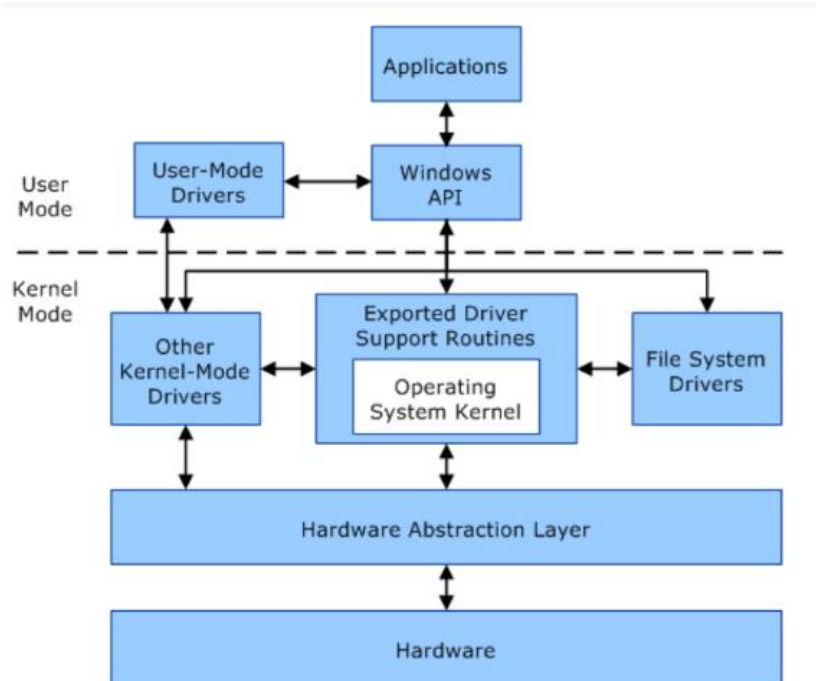 Applications
User-Mode
Drivers
Windows
API
User
Mode
Kernel
Mode
Other
Kernel-Mode
Drivers
Exported Driver
Support Routines
Operating
System Kernel
File System
Drivers
Hardware Abstraction Layer
Hardware